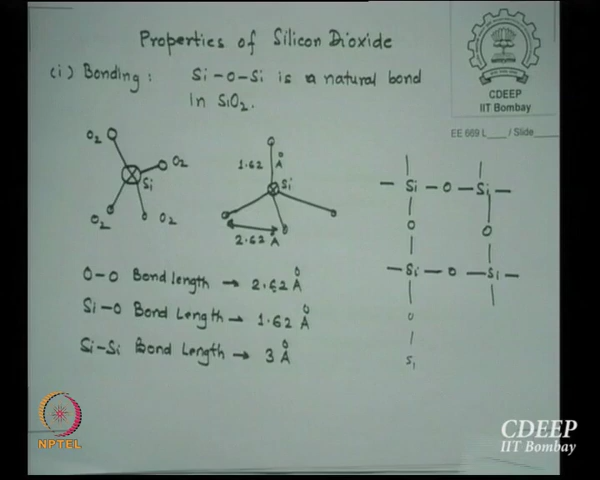 Properties of Silicon Dioxide
(i) Bonding : Si-O-Si is a natural bond
in SiO2.
CDEEP
IIT Bombay
EE 669 L____ / Slide____
O2
O2
Si
O2
O2
1.62 Å
Si
2.62 Å
— Si — O — Si —
O O
— Si — O — Si —
O
Si
O-O Bond length → 2.62 Å
Si-O Bond Length → 1.62 Å
Si-Si Bond Length → 3 Å
NPTEL
CDEEP
IIT Bombay